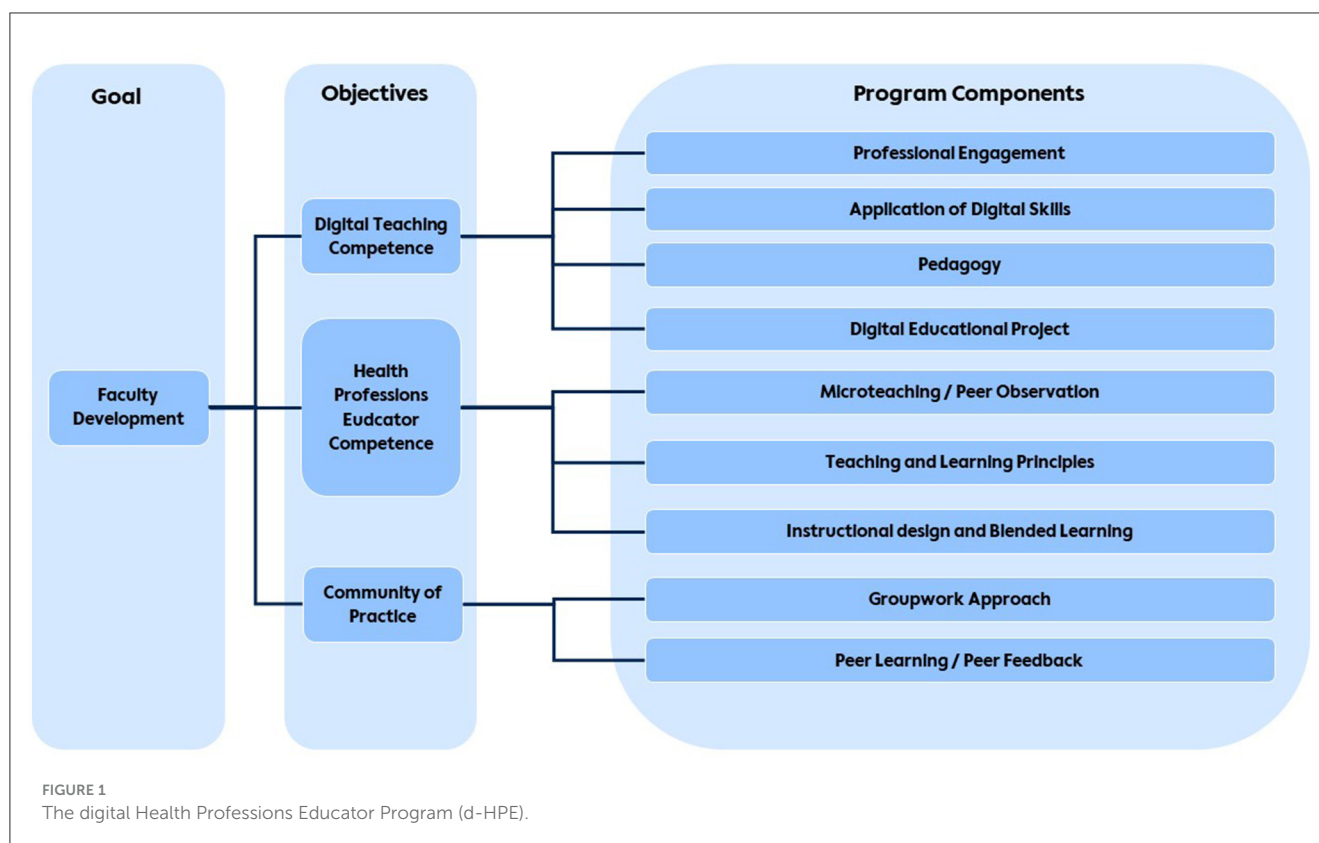 Goal
Objectives
Program Components
Faculty
Development
Digital Teaching
Competence
Health
Professions
Eudcator
Competence
Community of
Practice
Professional Engagement
Application of Digital Skills
Pedagogy
Digital Educational Project
Microteaching / Peer Observation
Teaching and Learning Principles
Instructional design and Blended Learning
Groupwork Approach
Peer Learning / Peer Feedback
FIGURE 1
The digital Health Professions Educator Program (d-HPE).